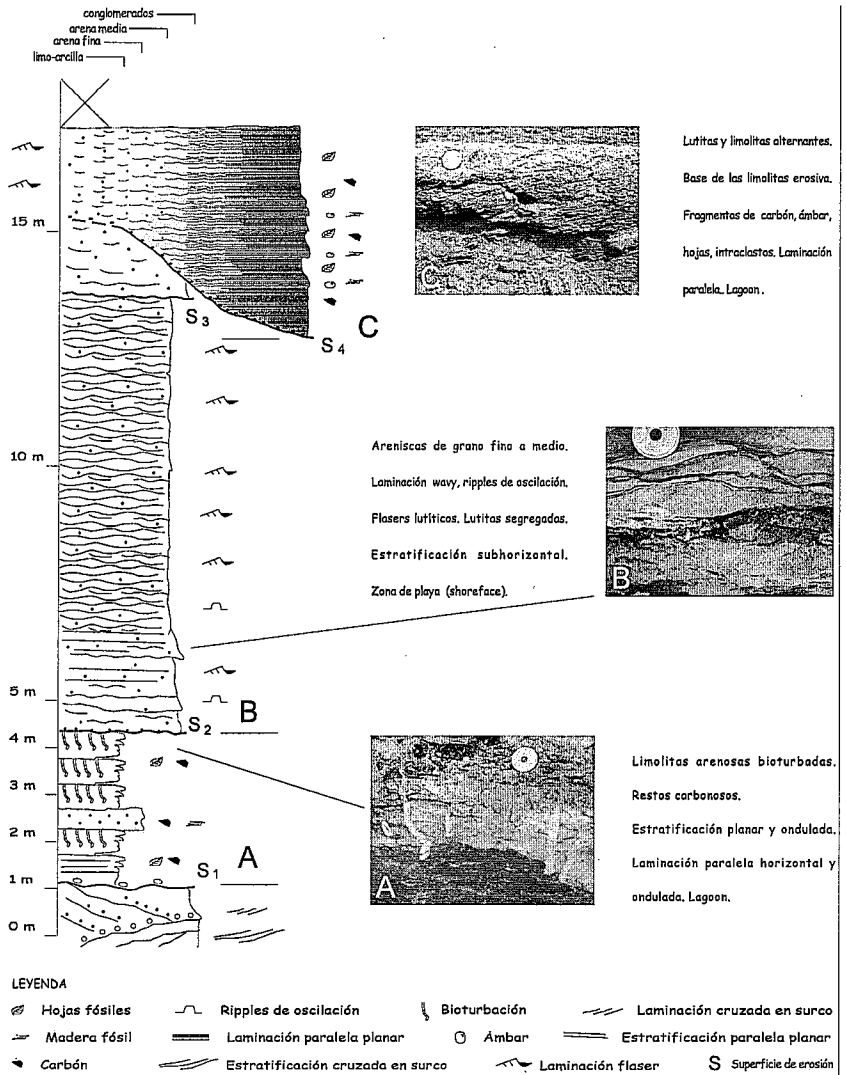 conglomerados
arena media
arena fina
limo-arcilla
15 m
S3
S4
C
C
Lutitas y limolitas alternantes.
Base de las limolitas erosiva.
Fragmentos de carbón, ámbar,
hojas, intraclastos. Laminación
paralela. Lagoon.
10 m
Areniscas de grano fino a medio.
Laminación wavy, ripples de oscilación.
Flasers lutíticos. Lutitas segregadas.
Estratificación subhorizontal.
Zona de playa (shoreface).
B
5 m
S2
B
4 m
3 m
2 m
1 m
0 m
S1
A
A
Limolitas arenosas bioturbadas.
Restos carbonosos.
Estratificación planar y ondulada.
Laminación paralela horizontal y
ondulada. Lagoon.
LEYENDA
Hojas fósiles
Ripples de oscilación
Bioturbación
Laminación cruzada en surco
Madera fósil
Laminación paralela planar
Ámbar
Estratificación paralela planar
Carbón
Estratificación cruzada en surco
Laminación flaser
S Superficie de erosión